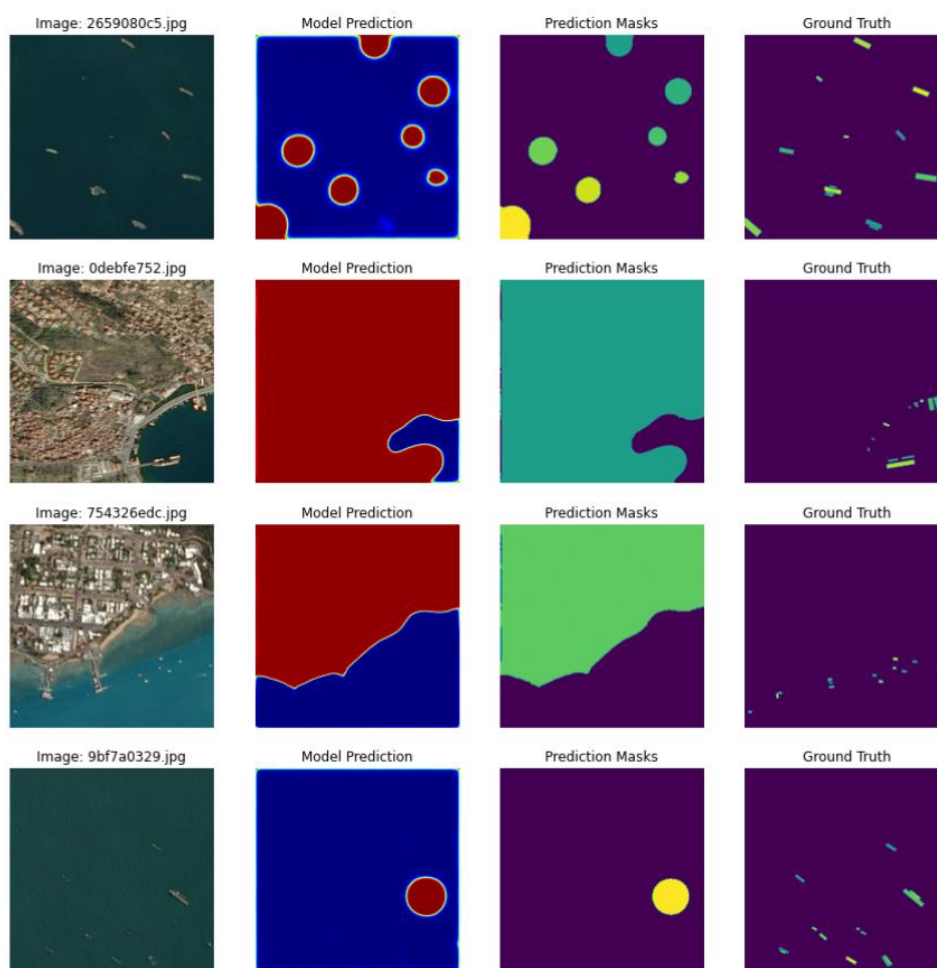 Image: 2659080c5.jpg
Model Prediction
Prediction Masks
Ground Truth
Image: 0debfe752.jpg
Model Prediction
Prediction Masks
Ground Truth
Image: 754326edc.jpg
Model Prediction
Prediction Masks
Ground Truth
Image: 9bf7a0329.jpg
Model Prediction
Prediction Masks
Ground Truth